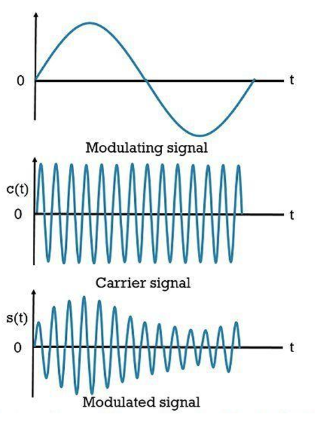 0 t
Modulating signal
c(t)
0 t
Carrier signal
s(t)
0 t
Modulated signal